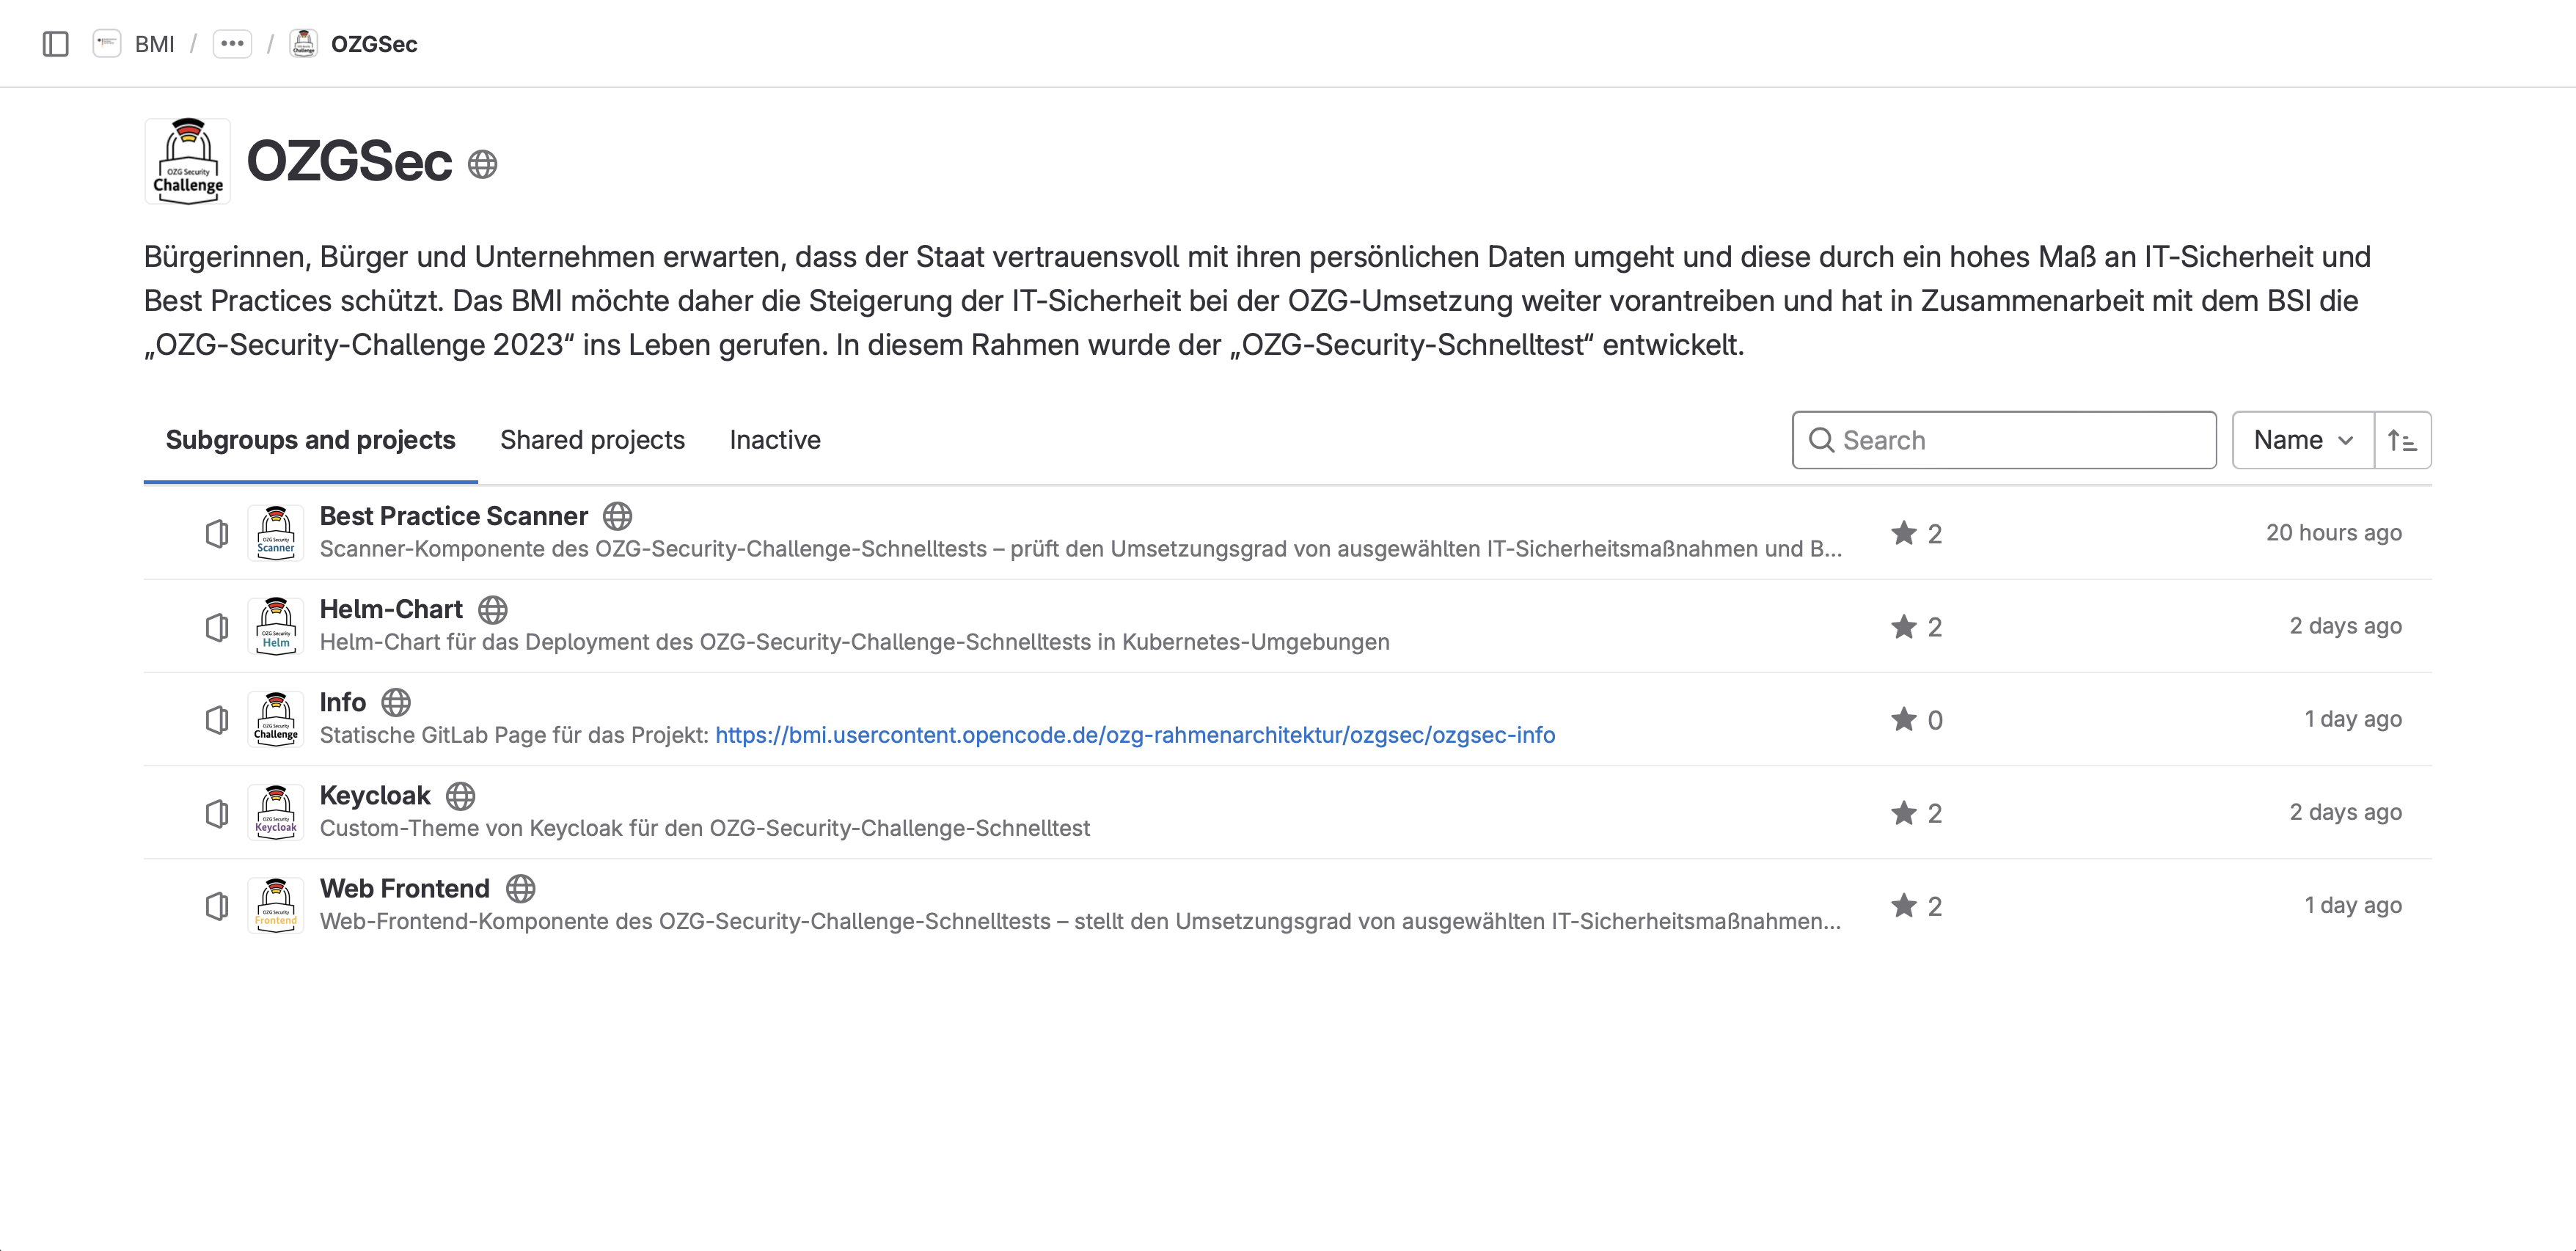 BMI / ... / OZGSec
OZG Security
Challenge
OZGSec
Bürgerinnen, Bürger und Unternehmen erwarten, dass der Staat vertrauensvoll mit ihren persönlichen Daten umgeht und diese durch ein hohes Maß an IT-Sicherheit und
Best Practices schützt. Das BMI möchte daher die Steigerung der IT-Sicherheit bei der OZG-Umsetzung weiter vorantreiben und hat in Zusammenarbeit mit dem BSI die
„OZG-Security-Challenge 2023“ ins Leben gerufen. In diesem Rahmen wurde der „OZG-Security-Schnelltest“ entwickelt.
Subgroups and projects Shared projects Inactive Search Name
OZG Security
Scanner
Best Practice Scanner
Scanner-Komponente des OZG-Security-Challenge-Schnelltests – prüft den Umsetzungsgrad von ausgewählten IT-Sicherheitsmaßnahmen und B...
2 20 hours ago
OZG Security
Helm
Helm-Chart
Helm-Chart für das Deployment des OZG-Security-Challenge-Schnelltests in Kubernetes-Umgebungen
2 2 days ago
OZG Security
Challenge
Info
Statische GitLab Page für das Projekt: https://bmi.usercontent.opencode.de/ozg-rahmenarchitektur/ozgsec/ozgsec-info
0 1 day ago
OZG Security
Keycloak
Keycloak
Custom-Theme von Keycloak für den OZG-Security-Challenge-Schnelltest
2 2 days ago
OZG Security
Frontend
Web Frontend
Web-Frontend-Komponente des OZG-Security-Challenge-Schnelltests – stellt den Umsetzungsgrad von ausgewählten IT-Sicherheitsmaßnahmen...
2 1 day ago